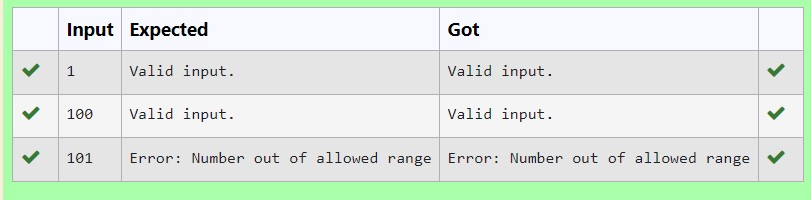 Input Expected Got
1 Valid input. Valid input.
100 Valid input. Valid input.
101 Error: Number out of allowed range Error: Number out of allowed range